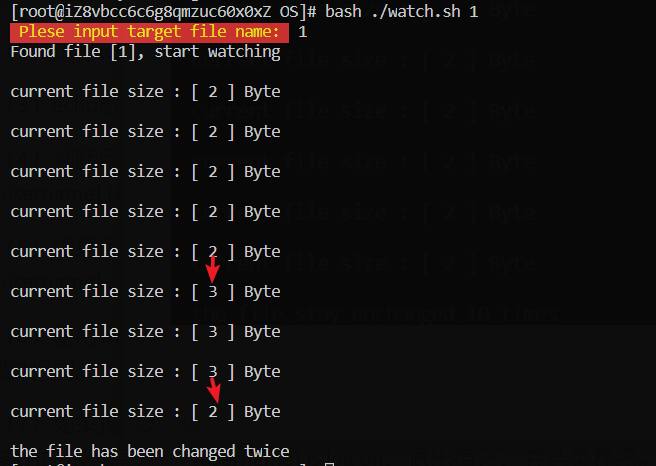 [root@iZ8vbcc6c6g8qmzuc60x0xZ OS]# bash ./watch.sh 1
Plese input target file name: 1
Found file [1], start watching
current file size : [ 2 ] Byte
current file size : [ 2 ] Byte
current file size : [ 2 ] Byte
current file size : [ 2 ] Byte
current file size : [ 2 ] Byte
current file size : [ 3 ] Byte
current file size : [ 3 ] Byte
current file size : [ 3 ] Byte
current file size : [ 2 ] Byte
the file has been changed twice